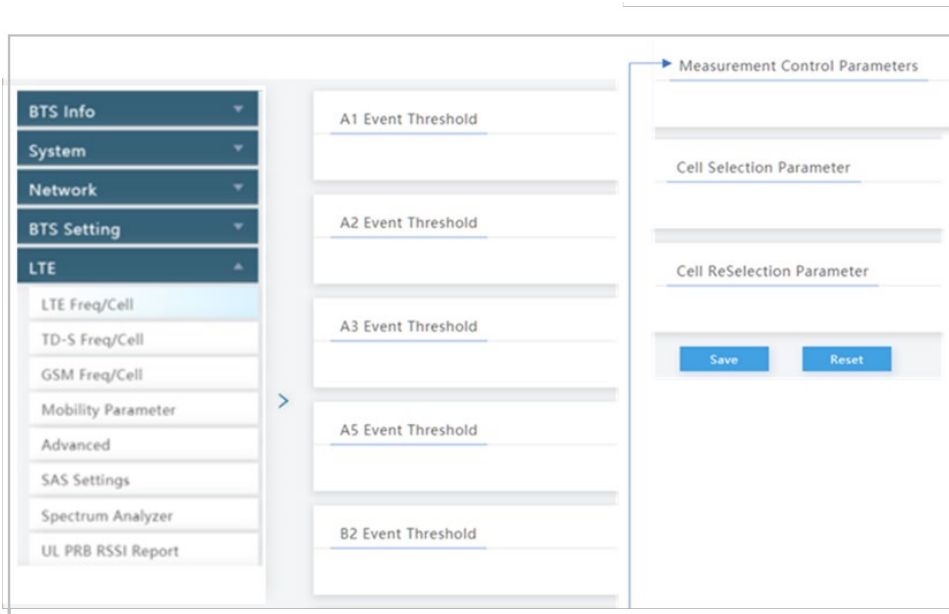 BTS Info
System
Network
BTS Setting
LTE
LTE Freq/Cell
TD-S Freq/Cell
GSM Freq/Cell
Mobility Parameter
Advanced
SAS Settings
Spectrum Analyzer
UL PRB RSSI Report
>
A1 Event Threshold
A2 Event Threshold
A3 Event Threshold
A5 Event Threshold
B2 Event Threshold
Measurement Control Parameters
Cell Selection Parameter
Cell ReSelection Parameter
Save
Reset